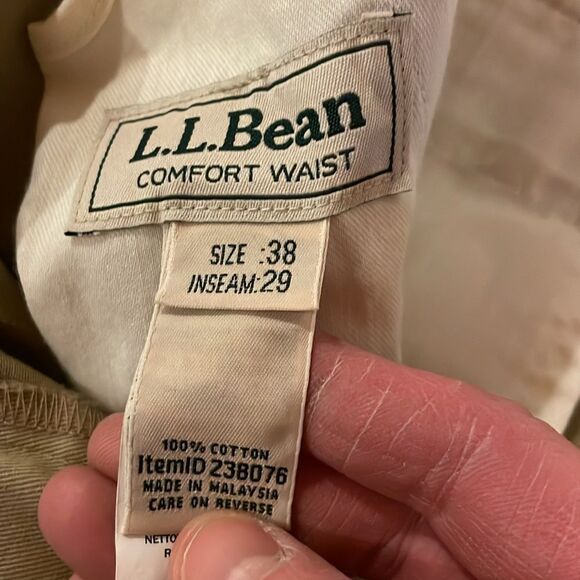 L.L.Bean
COMFORT WAIST
SIZE :38
INSEAM:29
100% COTTON
ItemID 238076
MADE IN MALAYSIA
CARE ON REVERSE